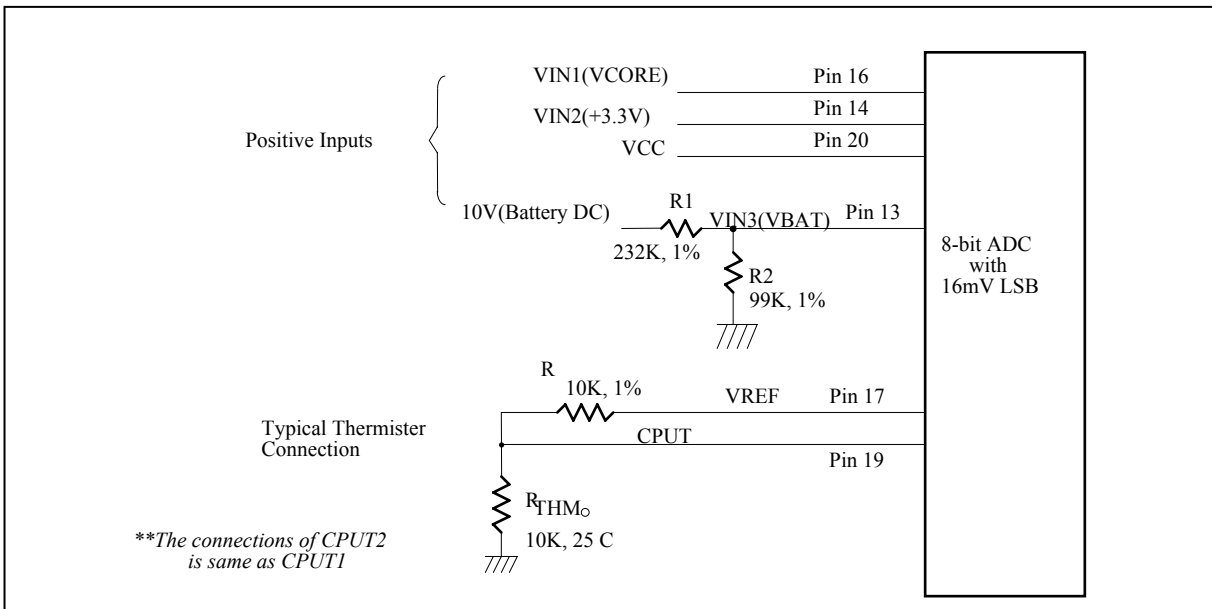 VIN1(VCORE)
Pin 16
VIN2(+3.3V)
Pin 14
Positive Inputs
VCC
Pin 20
10V(Battery DC)
R1
VIN3(VBAT)
Pin 13
232K, 1%
R2
99K, 1%
8-bit ADC
with
16mV LSB
R
10K, 1%
VREF
Pin 17
Typical Thermister
Connection
CPUT
Pin 19
RTHM
10K, 25 C
**The connections of CPUT2
is same as CPUT1